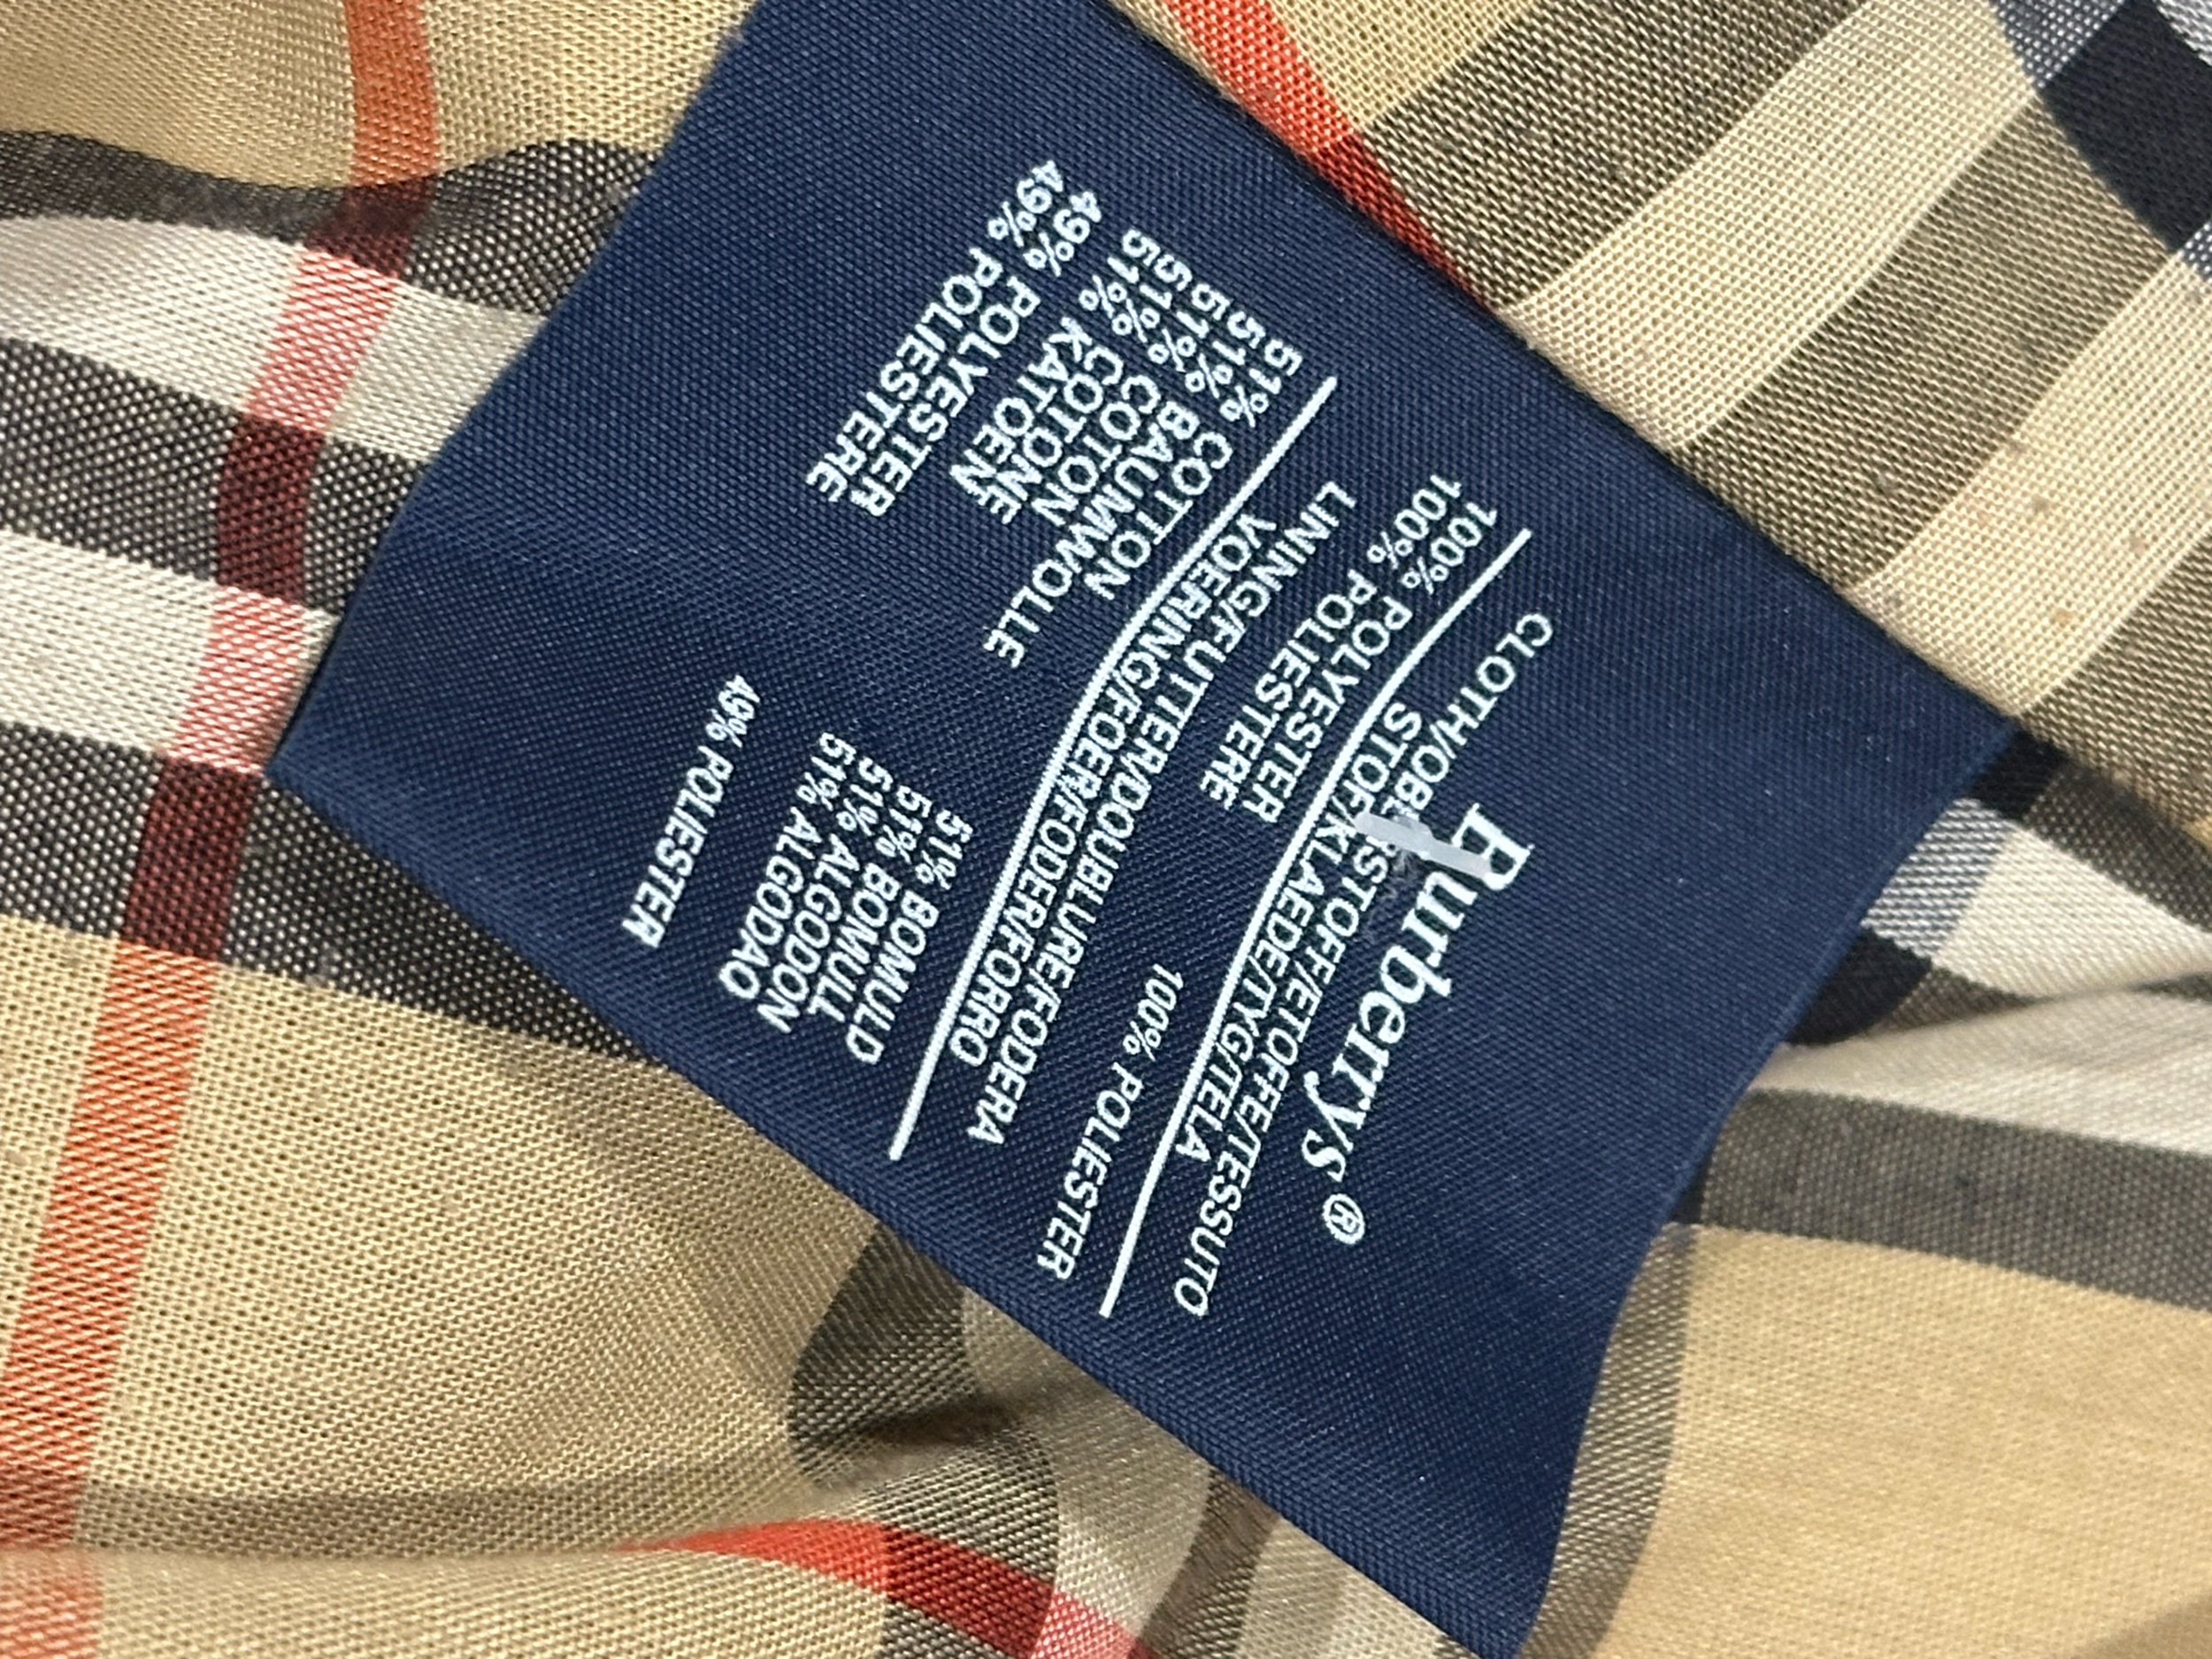 Burberrys®
CLOTH/OBERSTOFF/ETOFFE/TESSUTO
STOF/KLAEDE/TYG/TELA
100% POLYESTER
100% POLIESTERE
100% POLIESTER
LINING/FUTTER/DOUBLURE/FODERA
VOERING/FOER/FODER/FORRO
51% COTTON
51% BAUMWOLLE
51% COTON
51% COTONE
51% KATOEN
49% POLYESTER
49% POLIESTERE
51% BOMULD
51% BOMULL
51% ALGODON
51% ALGODAO
49% POLIESTER